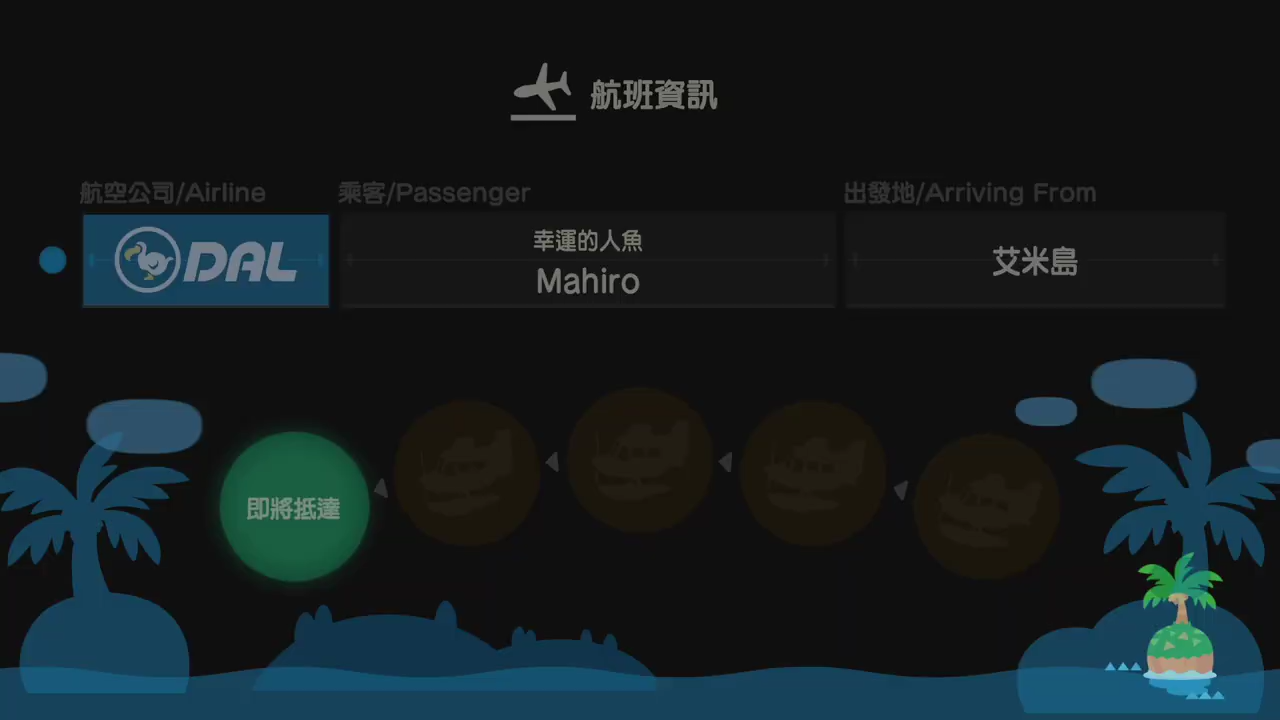 航班資訊
航空公司/Airline
乘客/Passenger
出發地/Arriving From
DAL
幸運的人魚
Mahiro
艾米島
即將抵達